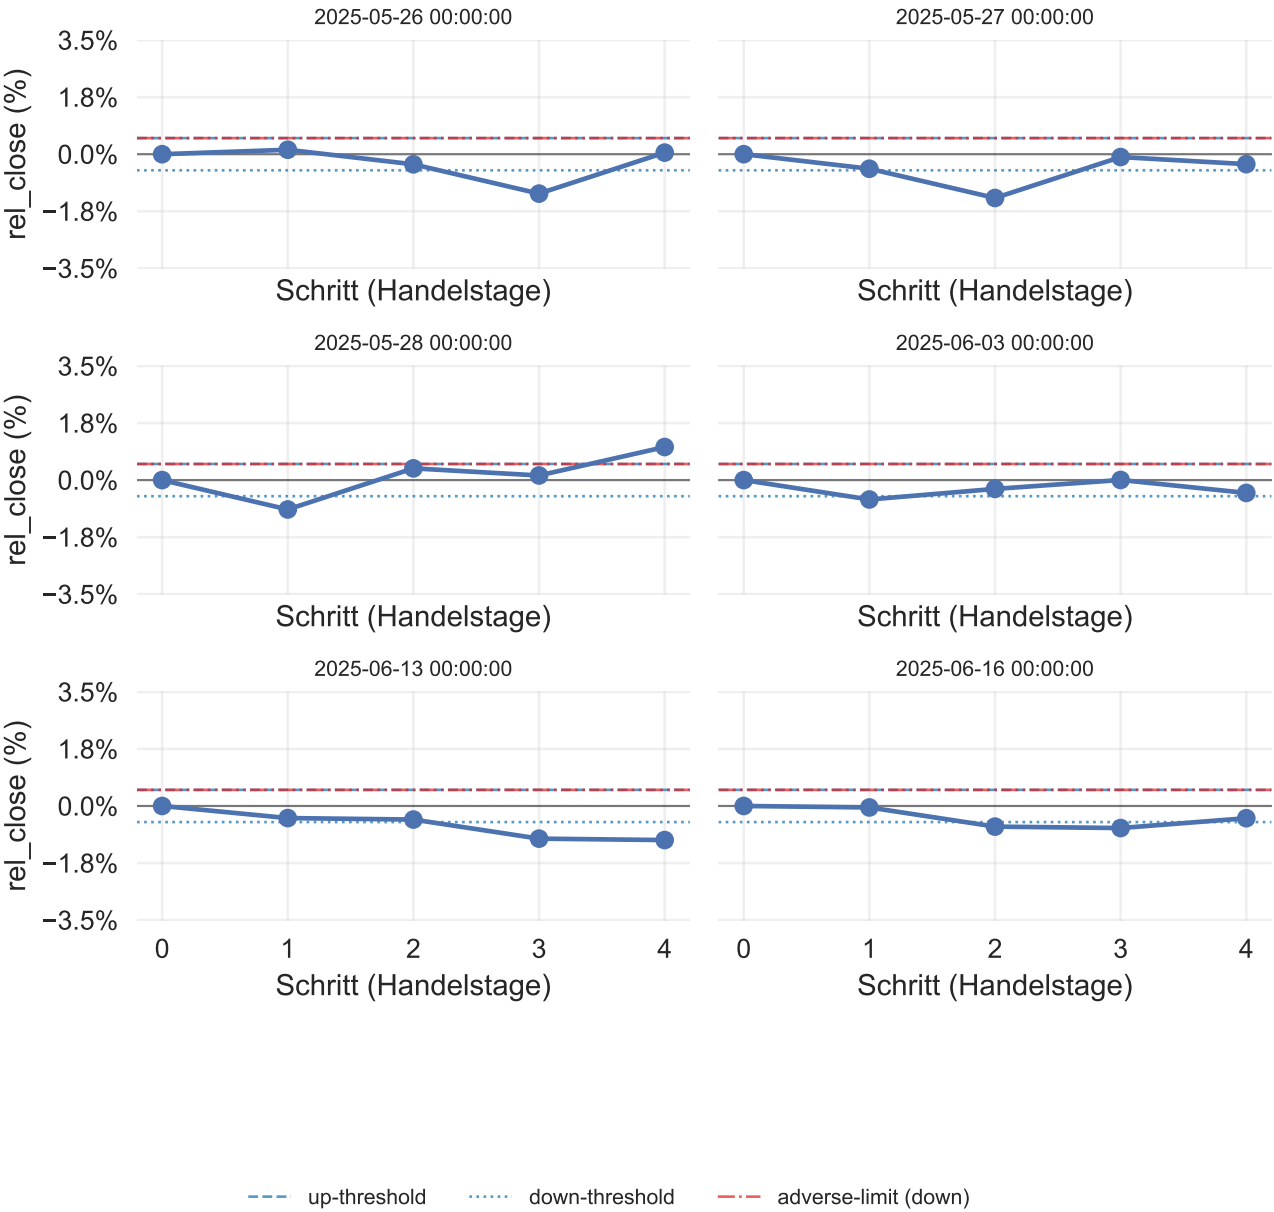 2025-05-26 00:00:00
2025-05-27 00:00:00
3.5%
1.8%
0.0%
−1.8%
−3.5%
rel_close (%)
Schritt (Handelstage)
Schritt (Handelstage)
2025-05-28 00:00:00
2025-06-03 00:00:00
3.5%
1.8%
0.0%
−1.8%
−3.5%
rel_close (%)
Schritt (Handelstage)
Schritt (Handelstage)
2025-06-13 00:00:00
2025-06-16 00:00:00
3.5%
1.8%
0.0%
−1.8%
−3.5%
rel_close (%)
0 1 2 3 4
0 1 2 3 4
Schritt (Handelstage)
Schritt (Handelstage)
up-threshold
down-threshold
adverse-limit (down)